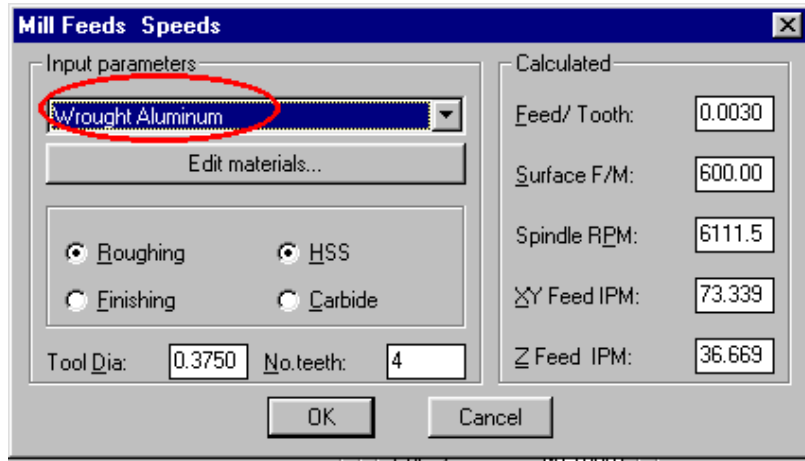 Mill Feeds  Speeds
Input parameters
Wrought Aluminum
Edit materials...
Roughing
HSS
Finishing
Carbide
Tool Dia: 0.3750 No.teeth: 4
Calculated
Feed/ Tooth: 0.0030
Surface F/M: 600.00
Spindle RPM: 6111.5
XY Feed IPM: 73.339
Z Feed  IPM: 36.669
OK
Cancel